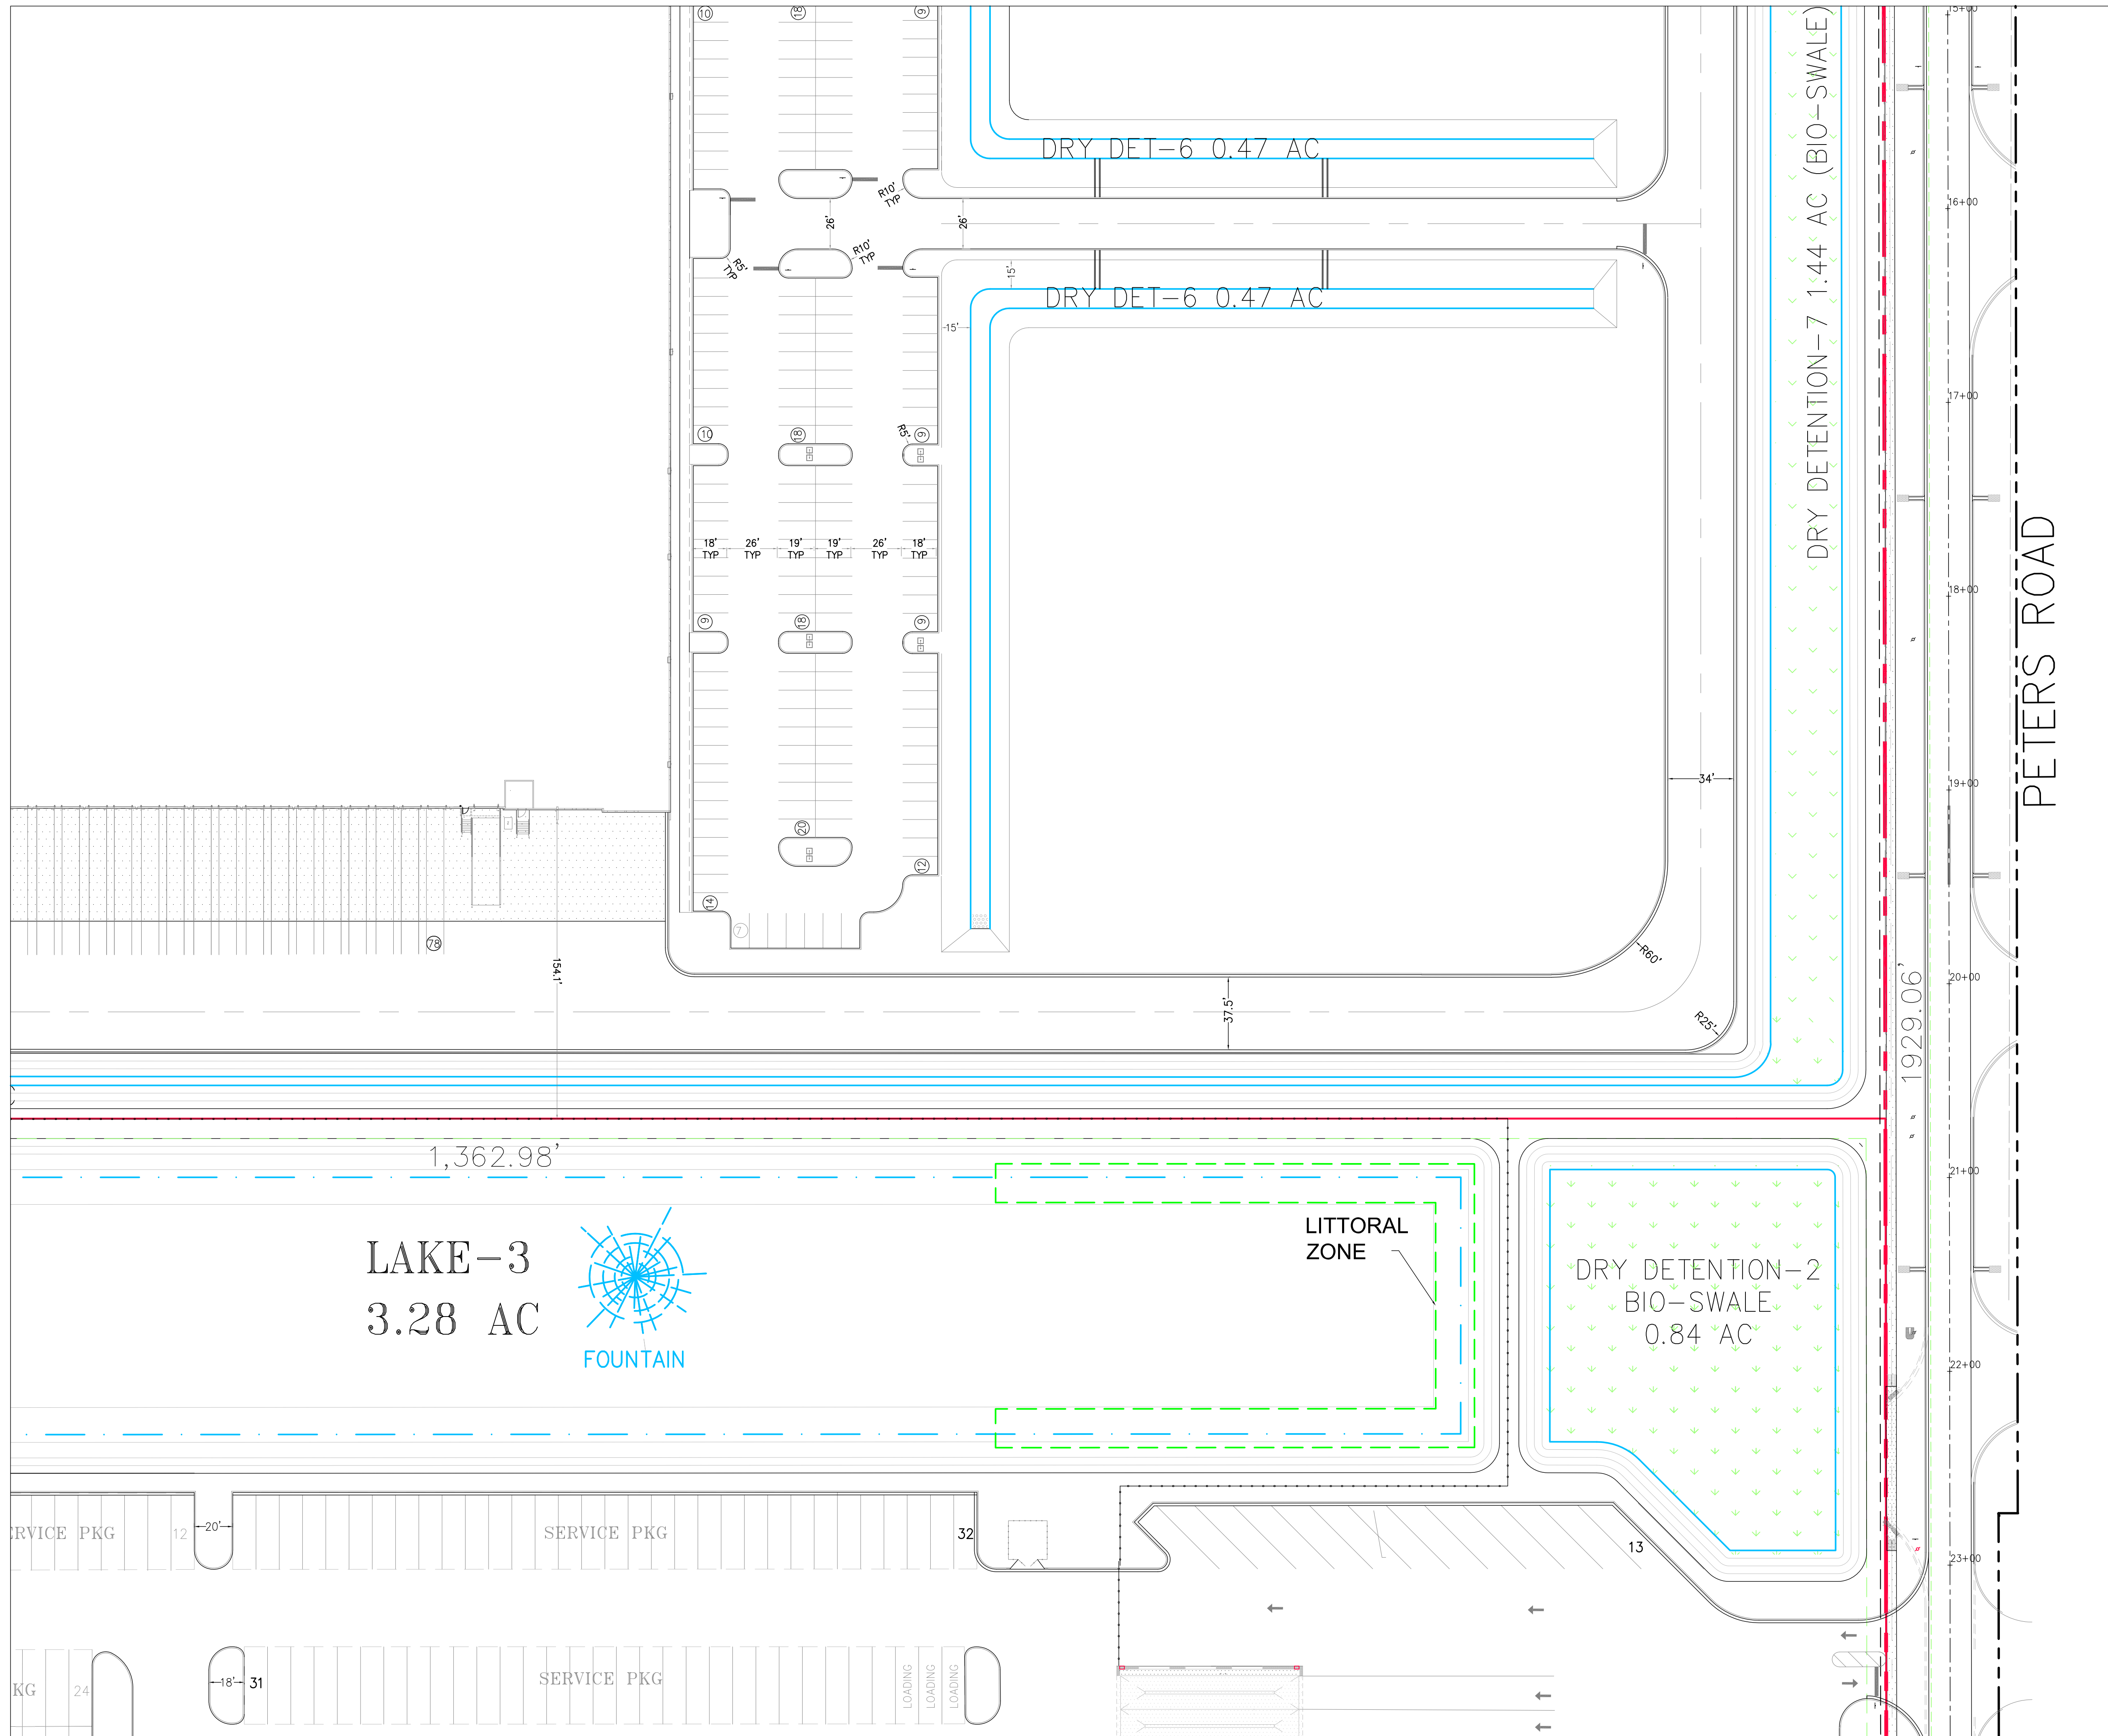 10
18
9
15+00
DRY DET-6 0.47 AC
DRY DETENTION-7 1.44 AC (BIO-SWALE)
R10'
TYP
16+00
26'
26'
R5'
TYP
R10'
TYP
15'
DRY DET-6 0.47 AC
15'
17+00
10
18
R5'
9
18'
TYP
26'
TYP
19'
TYP
19'
TYP
26'
TYP
18'
TYP
PETERS ROAD
18+00
9
18
9
34'
19+00
20
12
14
7
78
154.1'
R60'
37.5'
R25'
1929.06'
20+00
1,362.98'
21+00
LAKE-3
3.28 AC
FOUNTAIN
LITTORAL
ZONE
DRY DETENTION-2
BIO-SWALE
0.84 AC
22+00
ERVICE PKG
12
20'
SERVICE PKG
32
13
23+00
KG
24
18'
31
SERVICE PKG
LOADING
LOADING
LOADING